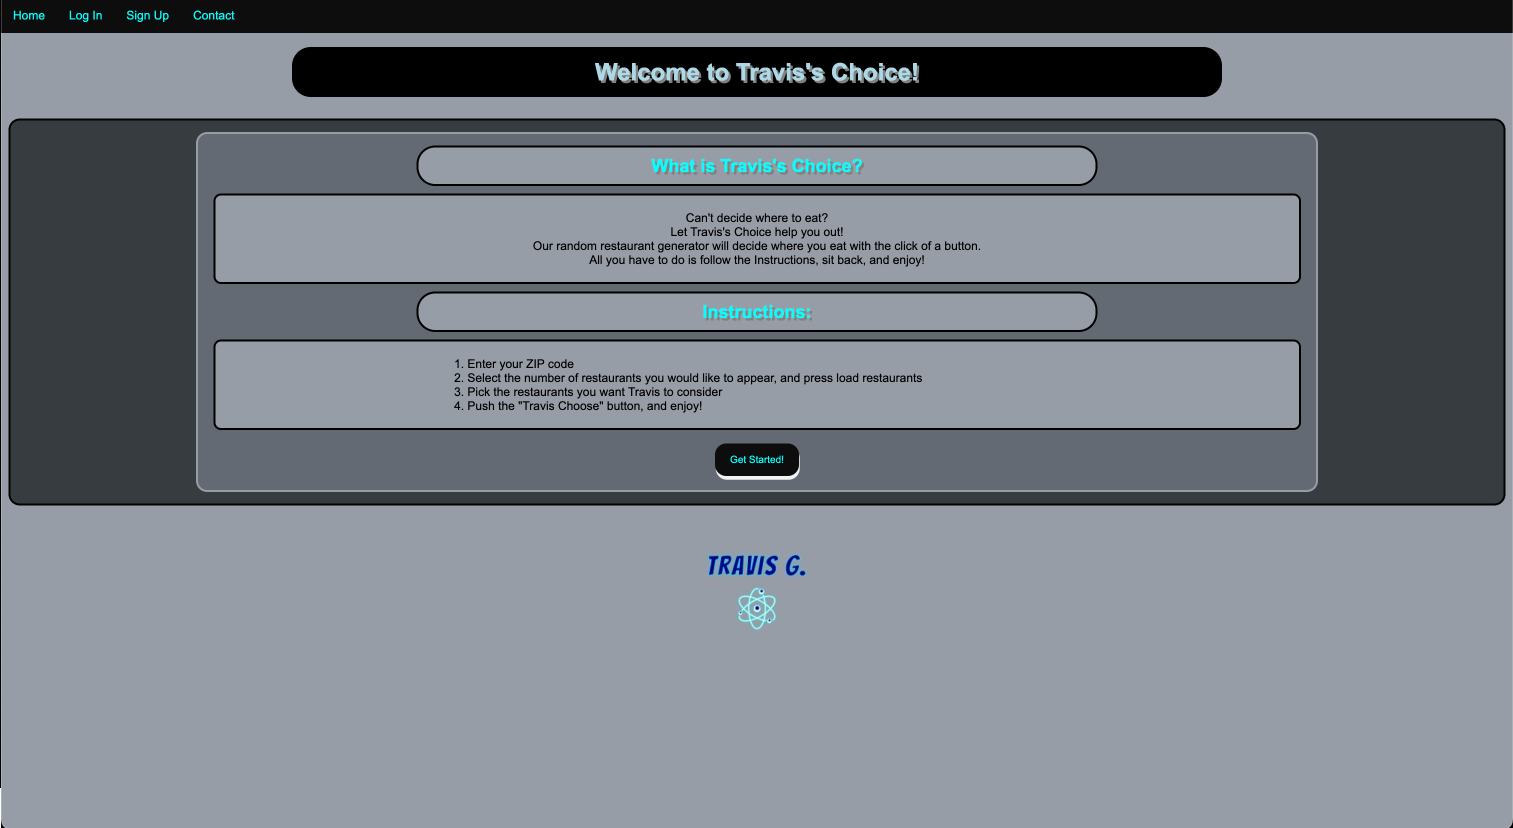 Home Log In Sign Up Contact
Welcome to Travis's Choice!
What is Travis's Choice?
Can't decide where to eat?
Let Travis's Choice help you out!
Our random restaurant generator will decide where you eat with the click of a button.
All you have to do is follow the Instructions, sit back, and enjoy!
Instructions:
1. Enter your ZIP code
2. Select the number of restaurants you would like to appear, and press load restaurants
3. Pick the restaurants you want Travis to consider
4. Push the "Travis Choose" button, and enjoy!
Get Started!
TRAVIS G.